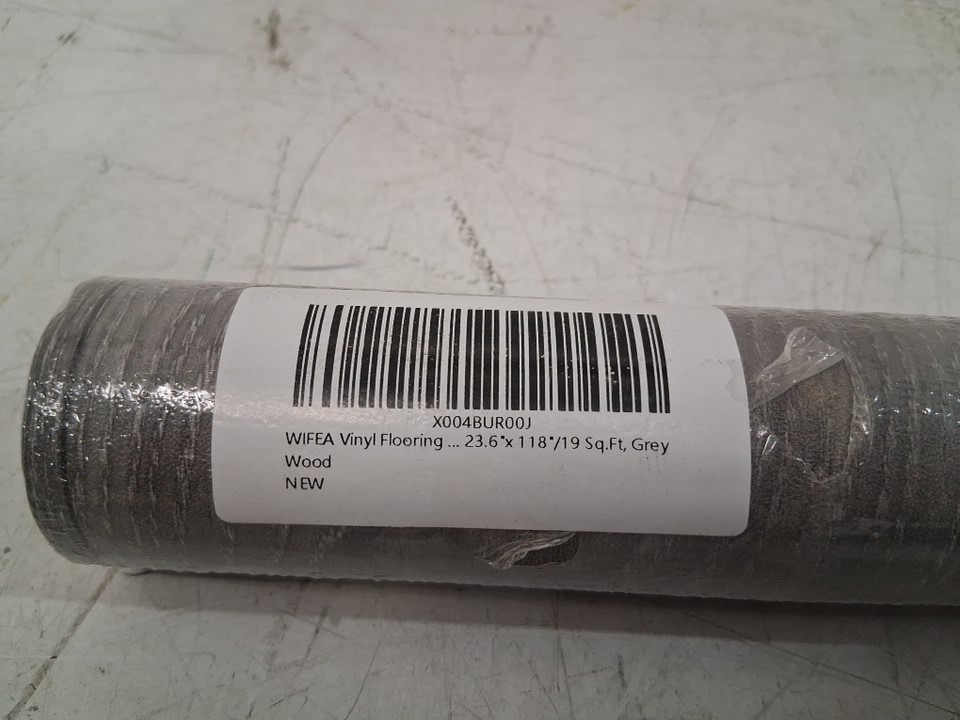 X004BUR00J
WIFEA Vinyl Flooring ... 23.6"x 118"/19 Sq.Ft, Grey
Wood
NEW